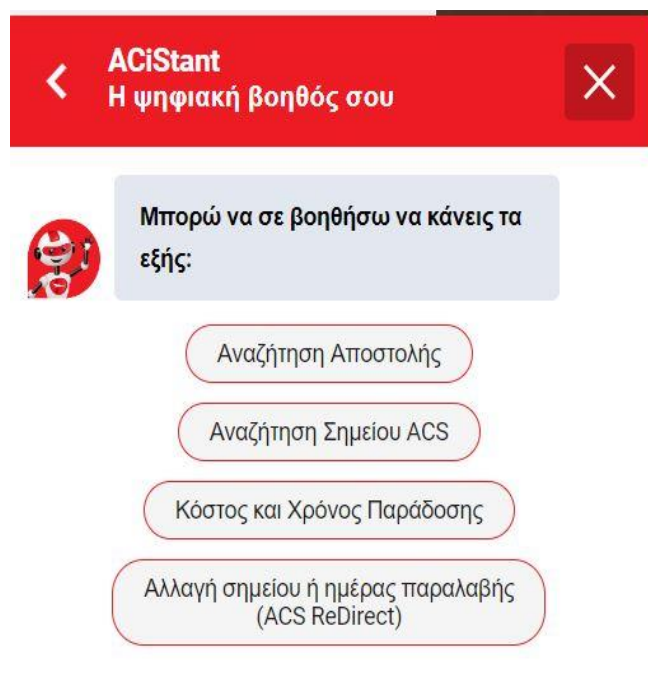 ACiStant
Η ψηφιακή βοηθός σου
Μπορώ να σε βοηθήσω να κάνεις τα
εξής:
Αναζήτηση Αποστολής
Αναζήτηση Σημείου ACS
Κόστος και Χρόνος Παράδοσης
Αλλαγή σημείου ή ημέρας παραλαβής
(ACS ReDirect)